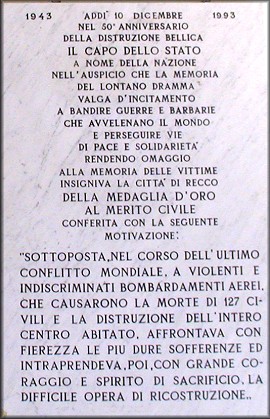 1943 ADDI' 10 DICEMBRE 1993
NEL 50° ANNIVERSARIO
DELLA DISTRUZIONE BELLICA
IL CAPO DELLO STATO
A NOME DELLA NAZIONE
NELL'AUSPICIO CHE LA MEMORIA
DEL LONTANO DRAMMA
VALGA D'INCITAMENTO
A BANDIRE GUERRE E BARBARIE
CHE AVVELENANO IL MONDO
E PERSEGUIRE VIE
DI PACE E SOLIDARIETA'
RENDENDO OMAGGIO
ALLA MEMORIA DELLE VITTIME
INSIGNIVA LA CITTA' DI RECCO
DELLA MEDAGLIA D'ORO
AL MERITO CIVILE
CONFERITA CON LA SEGUENTE
MOTIVAZIONE:
"SOTTOPOSTA, NEL CORSO DELL'ULTIMO
CONFLITTO MONDIALE, A VIOLENTI E
INDISCRIMINATI BOMBARDAMENTI AEREI,
CHE CAUSARONO LA MORTE DI 127 CI-
VILI E LA DISTRUZIONE DELL'INTERO
CENTRO ABITATO, AFFRONTAVA CON
FIEREZZA LE PIU DURE SOFFERENZE ED
INTRAPRENDEVA, POI, CON GRANDE CO-
RAGGIO E SPIRITO DI SACRIFICIO, LA
DIFFICILE OPERA DI RICOSTRUZIONE,,